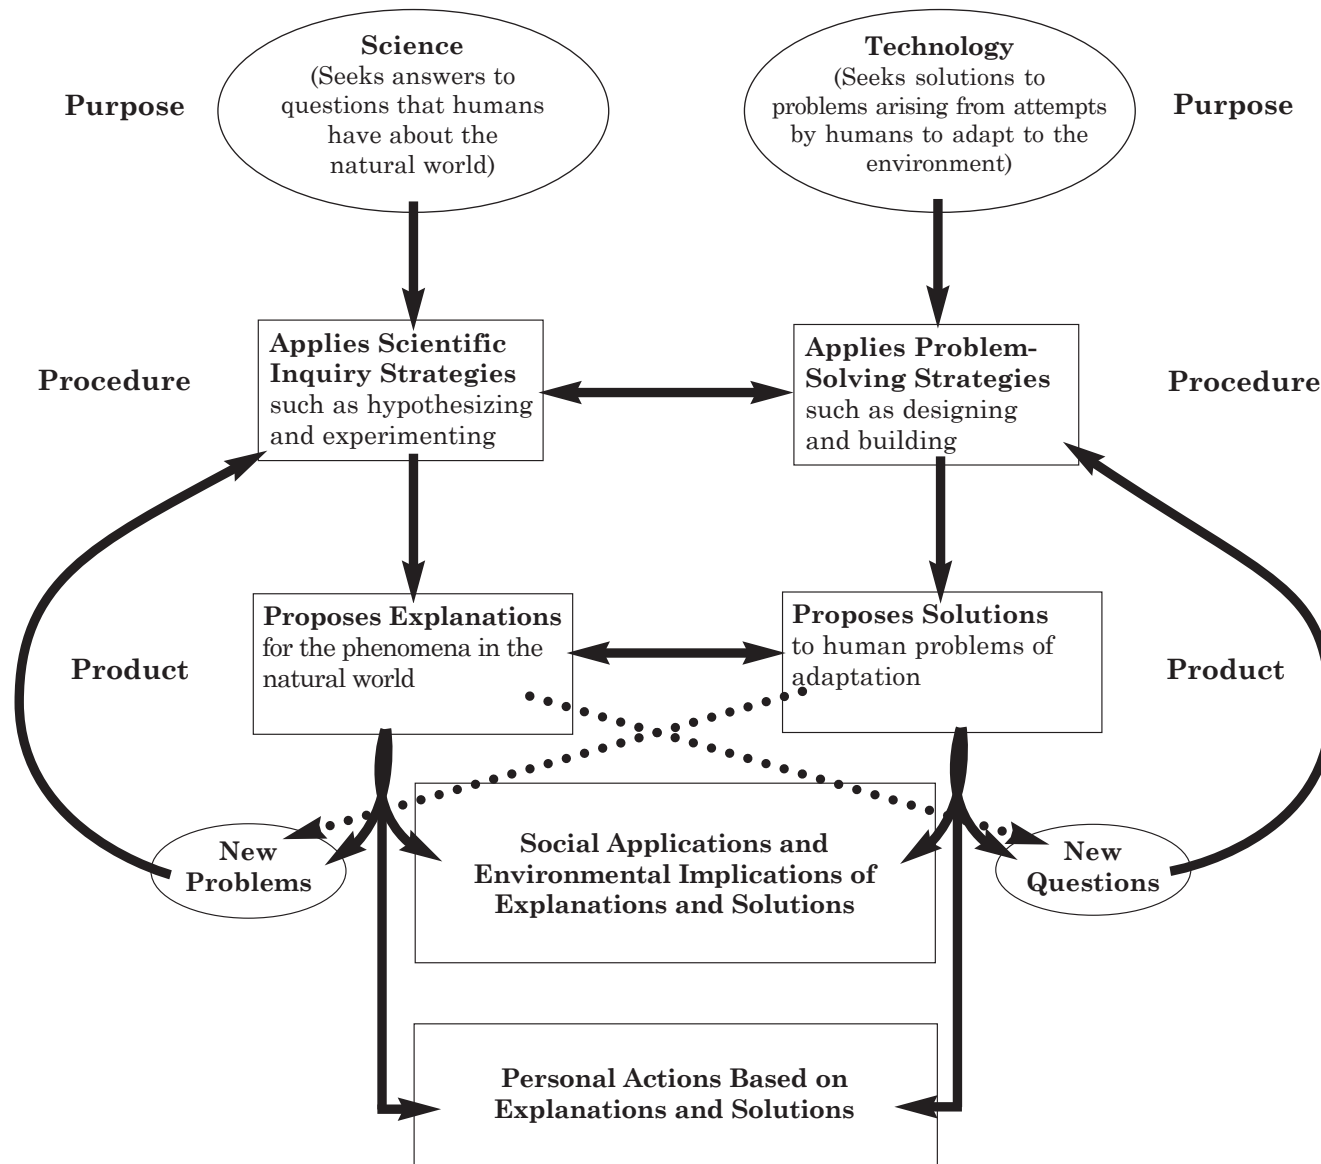 Purpose
Science
(Seeks answers to
questions that humans
have about the
natural world)
Technology
(Seeks solutions to
problems arising from attempts
by humans to adapt to the
environment)
Purpose
Procedure
Applies Scientific
Inquiry Strategies
such as hypothesizing
and experimenting
Applies Problem-
Solving Strategies
such as designing
and building
Procedure
Product
Proposes Explanations
for the phenomena in the
natural world
Proposes Solutions
to human problems of
adaptation
Product
New
Problems
Social Applications and
Environmental Implications of
Explanations and Solutions
New
Questions
Personal Actions Based on
Explanations and Solutions